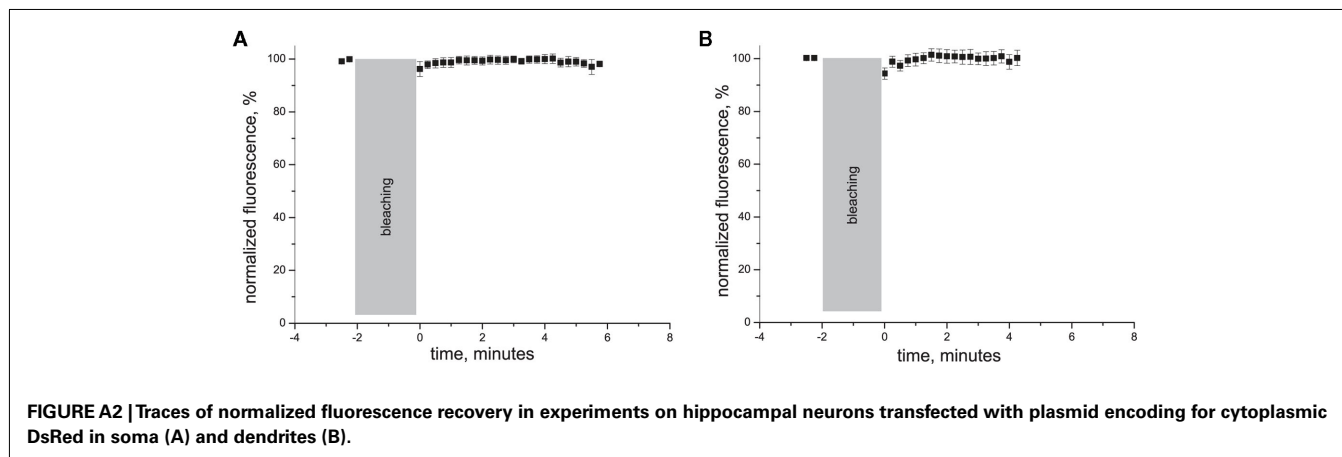 A
100
80
60
40
20
0
normalized fluorescence, %
bleaching
-4
-2
0
2
4
6
8
time, minutes
B
100
80
60
40
20
0
normalized fluorescence, %
bleaching
-4
-2
0
2
4
6
8
time, minutes
FIGURE A2 | Traces of normalized fluorescence recovery in experiments on hippocampal neurons transfected with plasmid encoding for cytoplasmic
DsRed in soma (A) and dendrites (B).